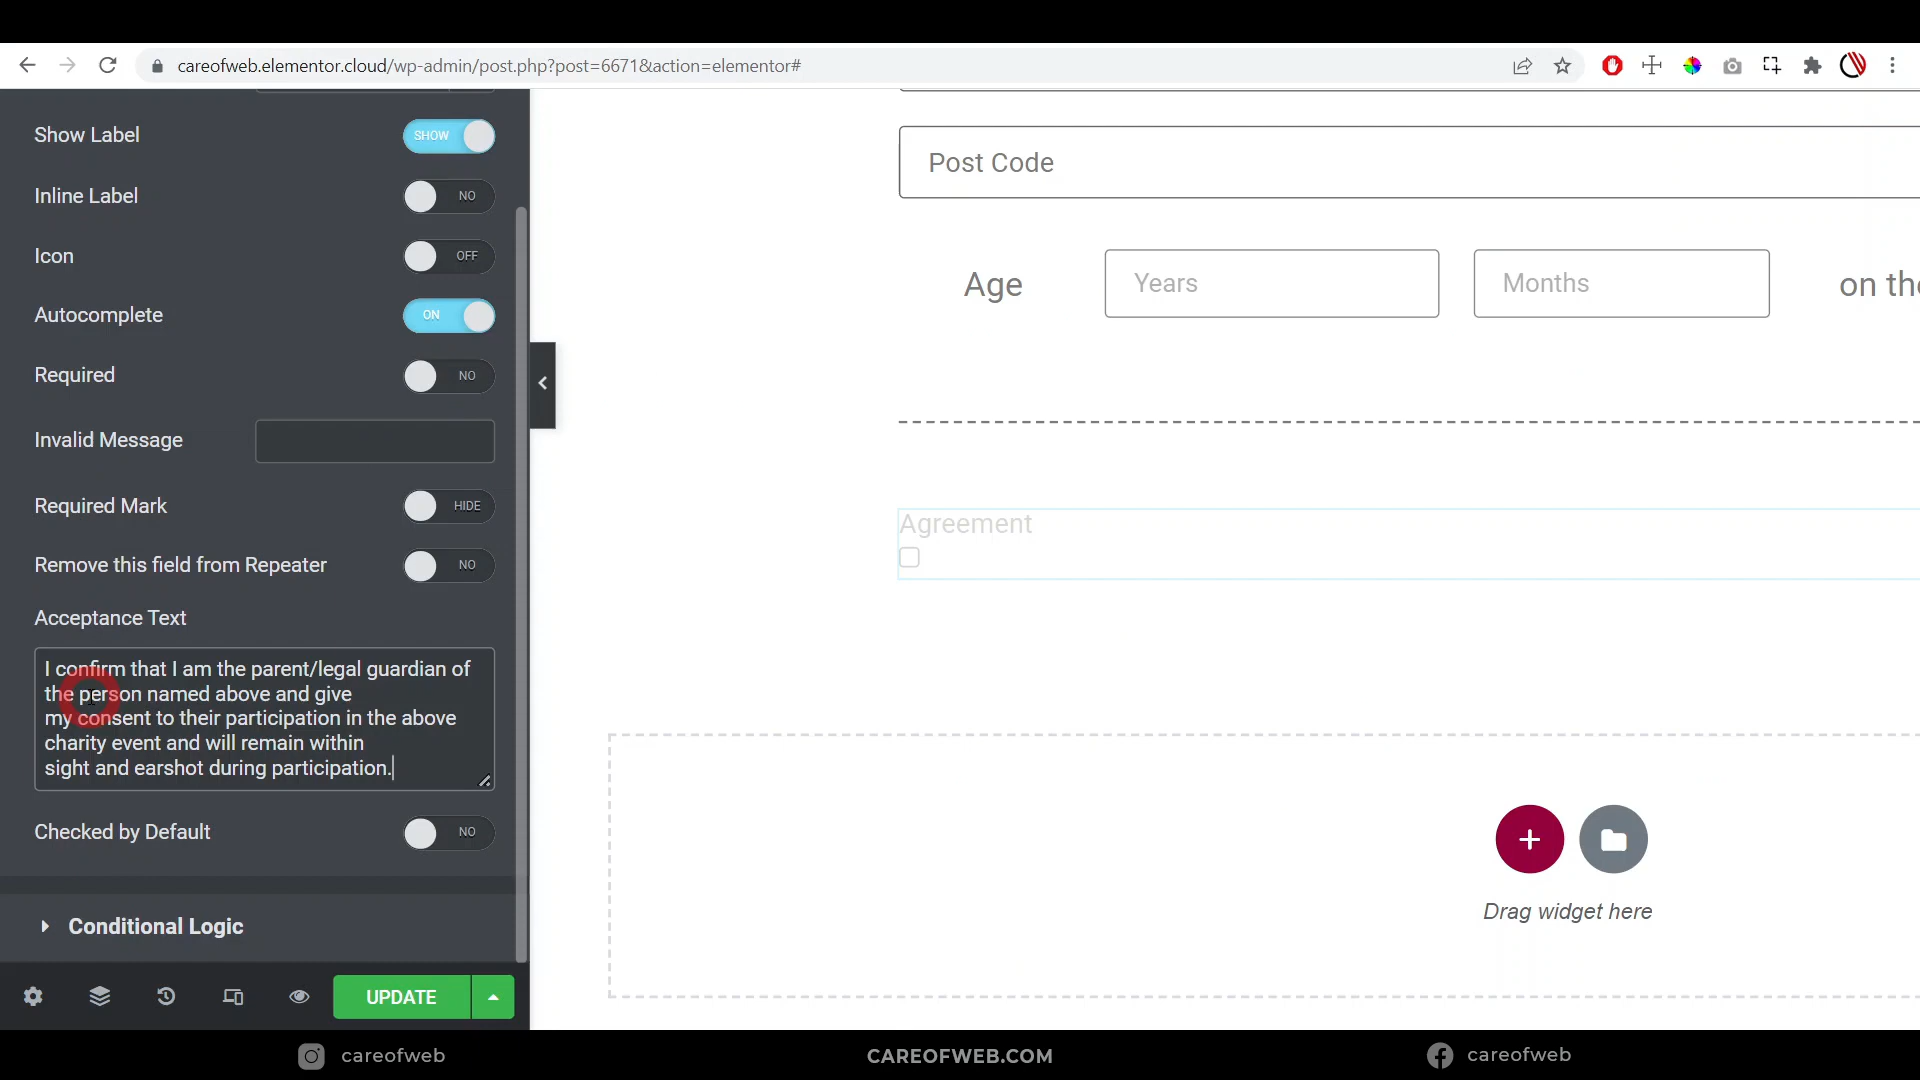 careofweb.elementor.cloud/wp-admin/post.php?post=6671&action=elementor#
Show Label
SHOW
Inline Label
NO
Icon
OFF
Autocomplete
ON
Required
NO
Invalid Message
Required Mark
HIDE
Remove this field from Repeater
NO
Acceptance Text
I confirm that I am the parent/legal guardian of
the person named above and give
my consent to their participation in the above
charity event and will remain within
sight and earshot during participation.
Checked by Default
NO
Conditional Logic
UPDATE
Post Code
Age
Years
Months
on the
Agreement
Drag widget here
careofweb
CAREOFWEB.COM
careofweb